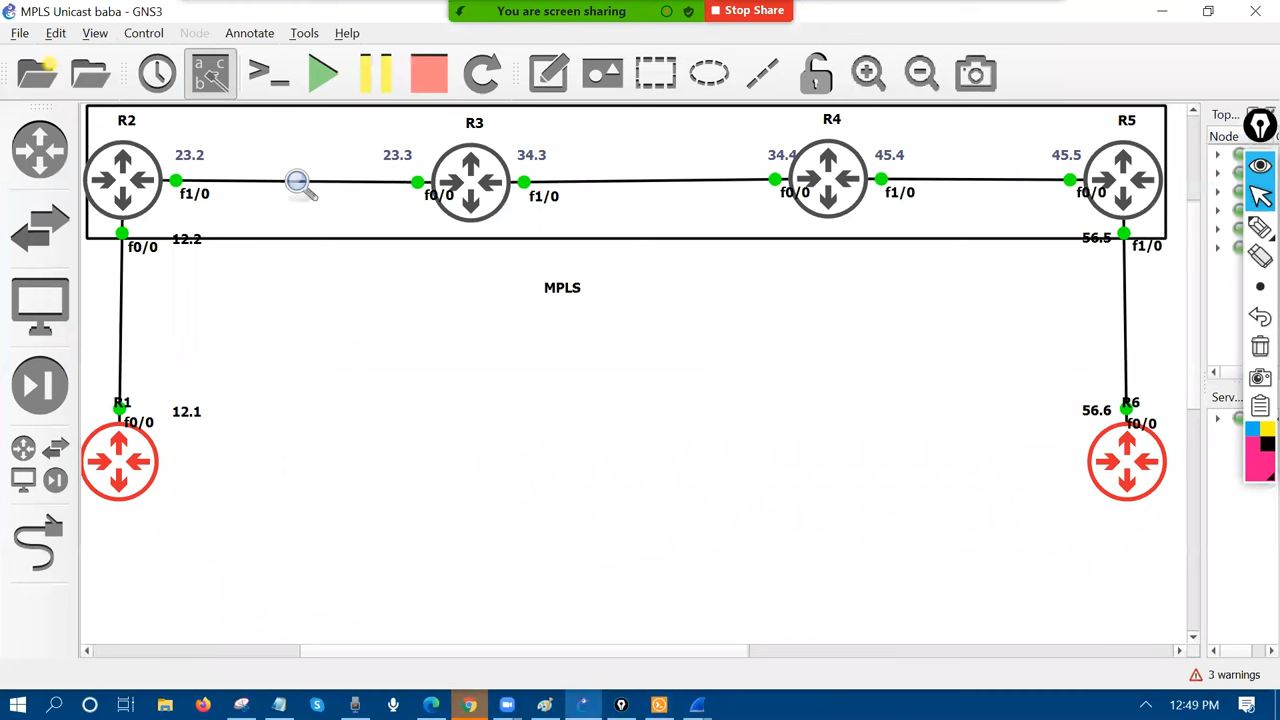 MPLS Unicast baba - GNS3
You are screen sharing
Stop Share
File Edit View Control Node Annotate Tools Help
R2
R3
R4
R5
23.2
23.3
34.3
34.4
45.4
45.5
f1/0
f0/0
f1/0
f0/0
f1/0
f0/0
f0/0
12.2
56.5
f1/0
MPLS
R1
12.1
f0/0
R6
56.6
f0/0
Top...
Node
Serv...
3 warnings
12:49 PM